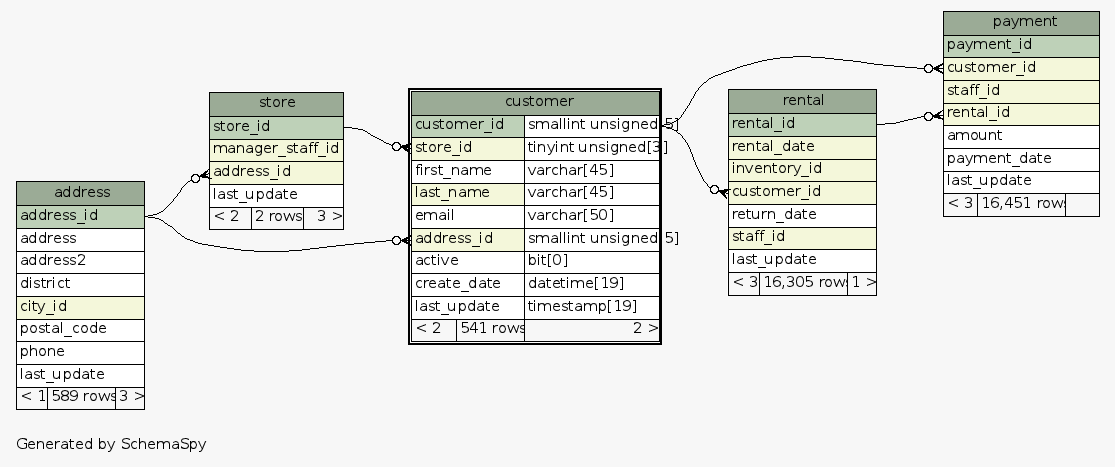 payment
payment_id
customer_id
staff_id
rental_id
amount
payment_date
last_update
< 3 16,451 rows
rental
rental_id
rental_date
inventory_id
customer_id
return_date
staff_id
last_update
< 3 16,305 rows 1 >
customer
customer_id smallint unsigned[5]
store_id tinyint unsigned[3]
first_name varchar[45]
last_name varchar[45]
email varchar[50]
address_id smallint unsigned[5]
active bit[0]
create_date datetime[19]
last_update timestamp[19]
< 2 541 rows 2 >
store
store_id
manager_staff_id
address_id
last_update
< 2 2 rows 3 >
address
address_id
address
address2
district
city_id
postal_code
phone
last_update
< 1 589 rows 3 >
Generated by SchemaSpy